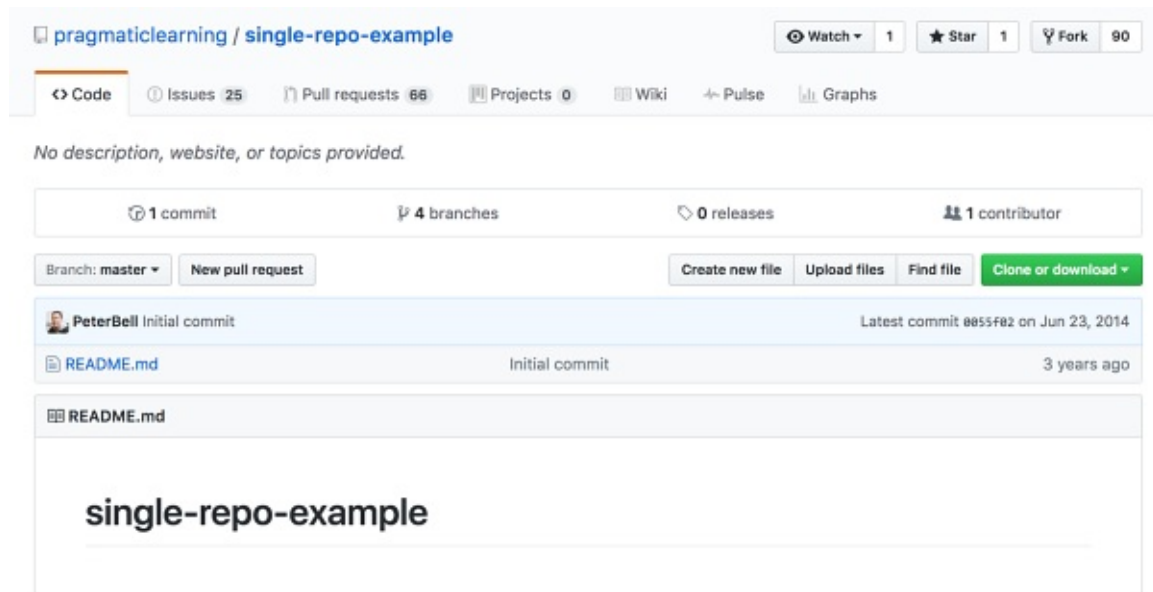 pragmaticlearning / single-repo-example Watch 1 Star 1 Fork 90
Code Issues 25 Pull requests 66 Projects 0 Wiki Pulse Graphs
No description, website, or topics provided.
1 commit 4 branches 0 releases 1 contributor
Branch: master New pull request Create new file Upload files Find file Clone or download
PeterBell Initial commit Latest commit 0055f02 on Jun 23, 2014
README.md Initial commit 3 years ago
README.md
single-repo-example